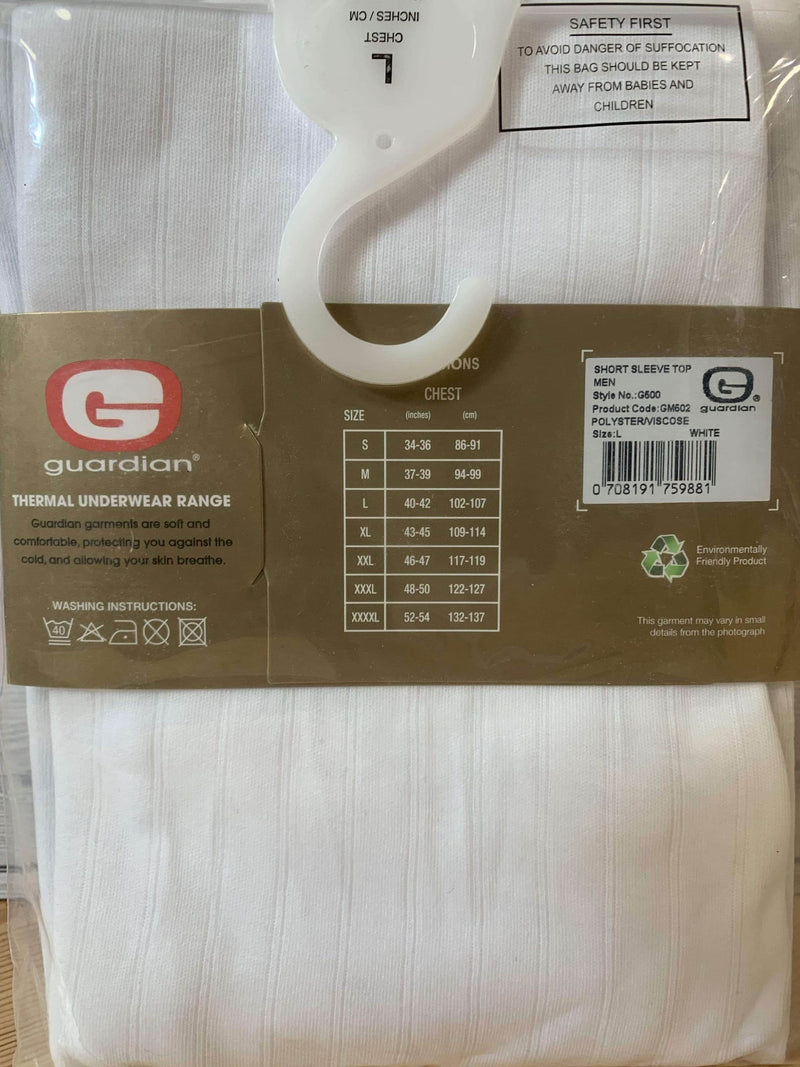 L
CHEST
INCHES / CM
SAFETY FIRST
TO AVOID DANGER OF SUFFOCATION
THIS BAG SHOULD BE KEPT
AWAY FROM BABIES AND
CHILDREN
G
guardian®
THERMAL UNDERWEAR RANGE
Guardian garments are soft and
comfortable, protecting you against the
cold, and allowing your skin breathe.
WASHING INSTRUCTIONS:
40
CHEST
SIZE (inches) (cm)
S 34-36 86-91
M 37-39 94-99
L 40-42 102-107
XL 43-45 109-114
XXL 46-47 117-119
XXXL 48-50 122-127
XXXXL 52-54 132-137
SHORT SLEEVE TOP
MEN
Style No.:G500
Product Code:GM502
POLYSTER/VISCOSE
Size:L WHITE
G®
guardian
0 708191 759881
Environmentally
Friendly Product
This garment may vary in small
details from the photograph